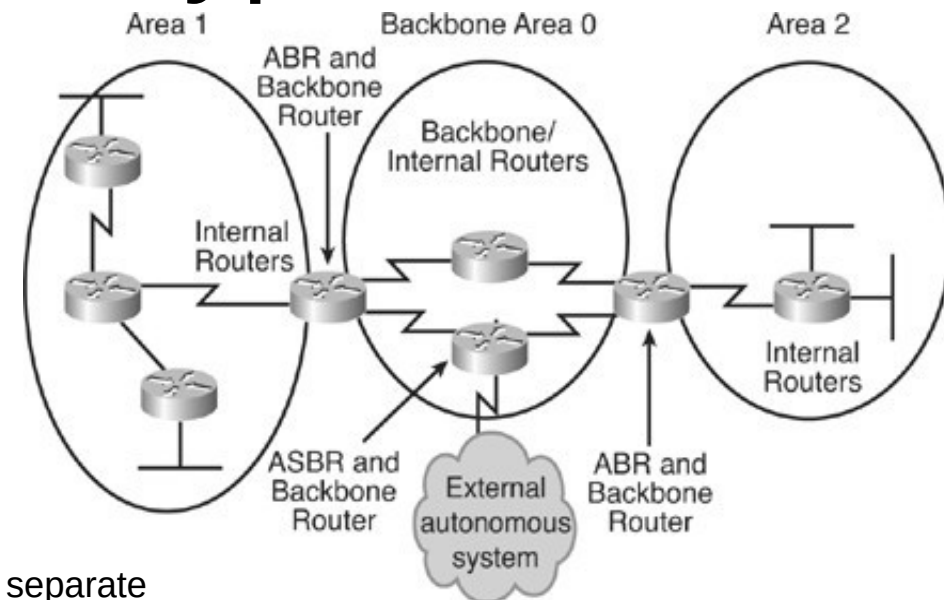 Area 1
Backbone Area 0
Area 2
ABR and
Backbone
Router
Backbone/
Internal Routers
Internal
Routers
Internal
Routers
ASBR and
Backbone
Router
External
autonomous
system
ABR and
Backbone
Router
separate